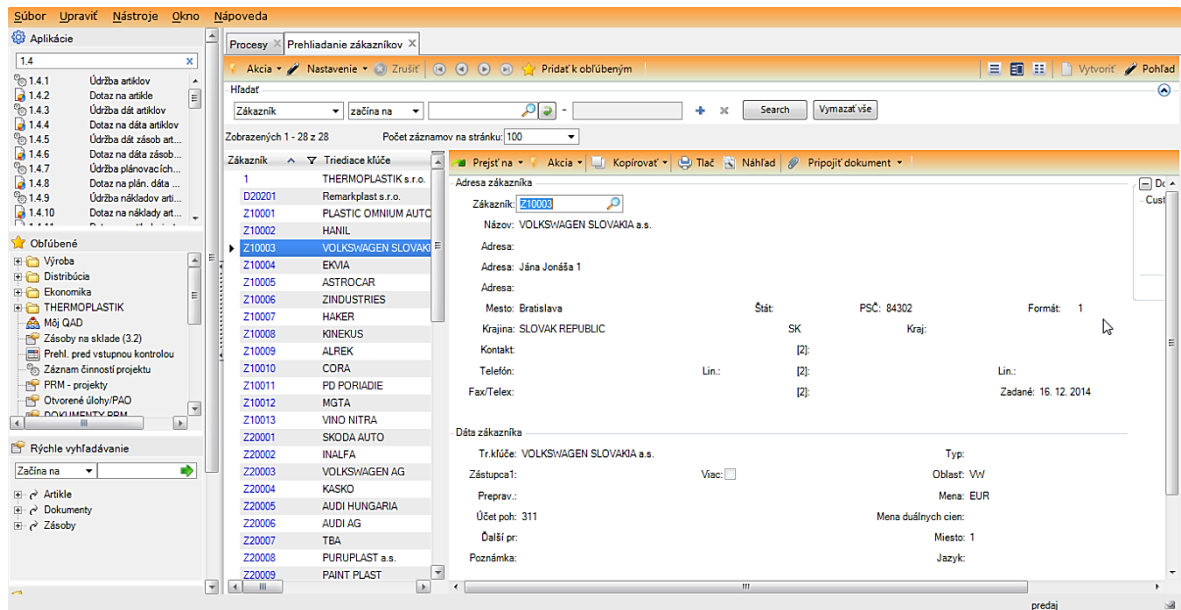 Súbor Upraviť Nástroje Okno Nápoveda
Aplikácie
1.4 x
1.4.1 Údržba artiklov
1.4.2 Dotaz na artikle
1.4.3 Údržba dát artiklov
1.4.4 Dotaz na dáta artiklov
1.4.5 Údržba dát zásob art...
1.4.6 Dotaz na dáta zásob...
1.4.7 Údržba plánovacích...
1.4.8 Dotaz na plán. dáta ...
1.4.9 Údržba nákladov arti...
1.4.10 Dotaz na náklady art...
Obľúbené
Výroba
Distribúcia
Ekonomika
THERMOPLASTIK
Môj QAD
Zásoby na sklade (3.2)
Prehl. pred vstupnou kontrolou
Záznam činností projektu
PRM - projekty
Otvorené úlohy/PAO
DOKUMENTY PRM
Rýchle vyhľadávanie
Začína na
Artikle
Dokumenty
Zásoby
Procesy Prehliadanie zákazníkov
Akcia Nastavenie Zrušiť Pridať k obľúbeným Vytvoriť Pohľad
Hľadať
Zákazník začína na - Search Vymazať vše
Zobrazených 1 - 28 z 28 Počet záznamov na stránku: 100
Zákazník Triediace kľúče
1 THERMOPLASTIK s.r.o.
D20201 Remarkplast s.r.o.
Z10001 PLASTIC OMNIUM AUTO
Z10002 HANIL
Z10003 VOLKSWAGEN SLOVAKI
Z10004 EKVIA
Z10005 ASTROCAR
Z10006 ZINDUSTRIES
Z10007 HAKER
Z10008 KINEKUS
Z10009 ALREK
Z10010 CORA
Z10011 PD PORIADIE
Z10012 MGTA
Z10013 VINO NITRA
Z20001 SKODA AUTO
Z20002 INALFA
Z20003 VOLKSWAGEN AG
Z20004 KASKO
Z20005 AUDI HUNGARIA
Z20006 AUDI AG
Z20007 TBA
Z20008 PURUPLAST a.s.
Z20009 PAINT PLAST
Prejsť na Akcia Kopírovať Tlač Náhľad Pripojiť dokument
Adresa zákazníka
Zákazník: Z10003
Názov: VOLKSWAGEN SLOVAKIA a.s.
Adresa:
Adresa: Jána Jonáša 1
Adresa:
Mesto: Bratislava Štát: PSČ: 84302 Formát: 1
Krajina: SLOVAK REPUBLIC SK Kraj:
Kontakt: [2]:
Telefón: Lin.: [2]: Lin.:
Fax/Telex: [2]: Zadané: 16. 12. 2014
Dáta zákazníka
Tr.kľúče: VOLKSWAGEN SLOVAKIA a.s. Typ:
Zástupca1: Viac: Oblasť: VW
Preprav.: Mena: EUR
Účet poh: 311 Mena duálnych cien:
Ďalší pr: Miesto: 1
Poznámka: Jazyk:
Do
Cust
predaj